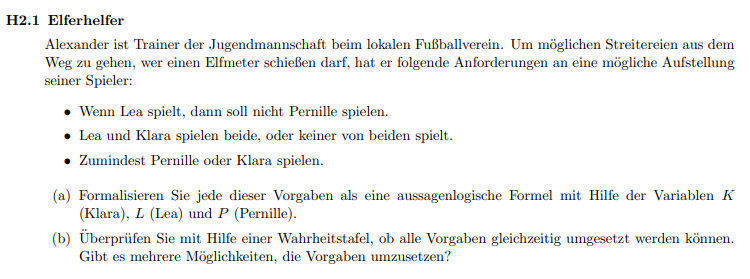 H2.1 Elferhelfer
Alexander ist Trainer der Jugendmannschaft beim lokalen Fußballverein. Um möglichen Streitereien aus dem
Weg zu gehen, wer einen Elfmeter schießen darf, hat er folgende Anforderungen an eine mögliche Aufstellung
seiner Spieler:
• Wenn Lea spielt, dann soll nicht Pernille spielen.
• Lea und Klara spielen beide, oder keiner von beiden spielt.
• Zumindest Pernille oder Klara spielen.
(a) Formalisieren Sie jede dieser Vorgaben als eine aussagenlogische Formel mit Hilfe der Variablen K
(Klara), L (Lea) und P (Pernille).
(b) Überprüfen Sie mit Hilfe einer Wahrheitstafel, ob alle Vorgaben gleichzeitig umgesetzt werden können.
Gibt es mehrere Möglichkeiten, die Vorgaben umzusetzen?